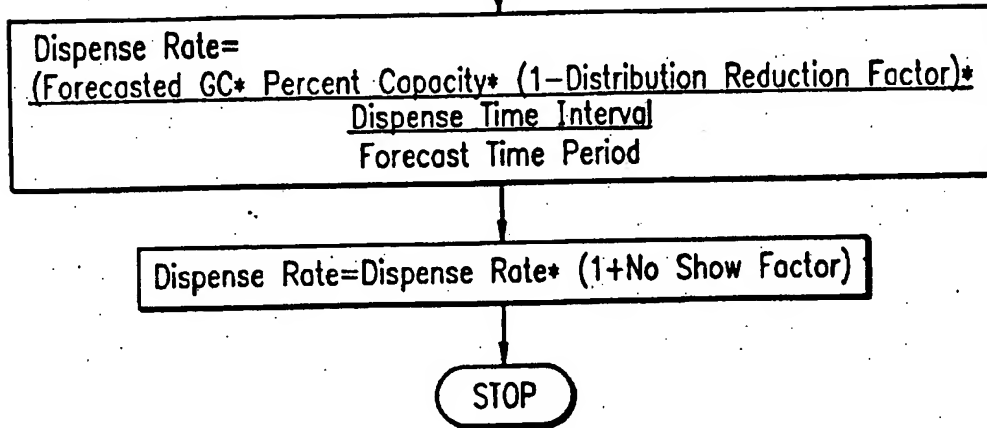 Dispense Rate=
(Forecasted GC* Percent Capacity* (1-Distribution Reduction Factor)*
Dispense Time Interval
Forecast Time Period
Dispense Rate=Dispense Rate* (1+No Show Factor)
STOP